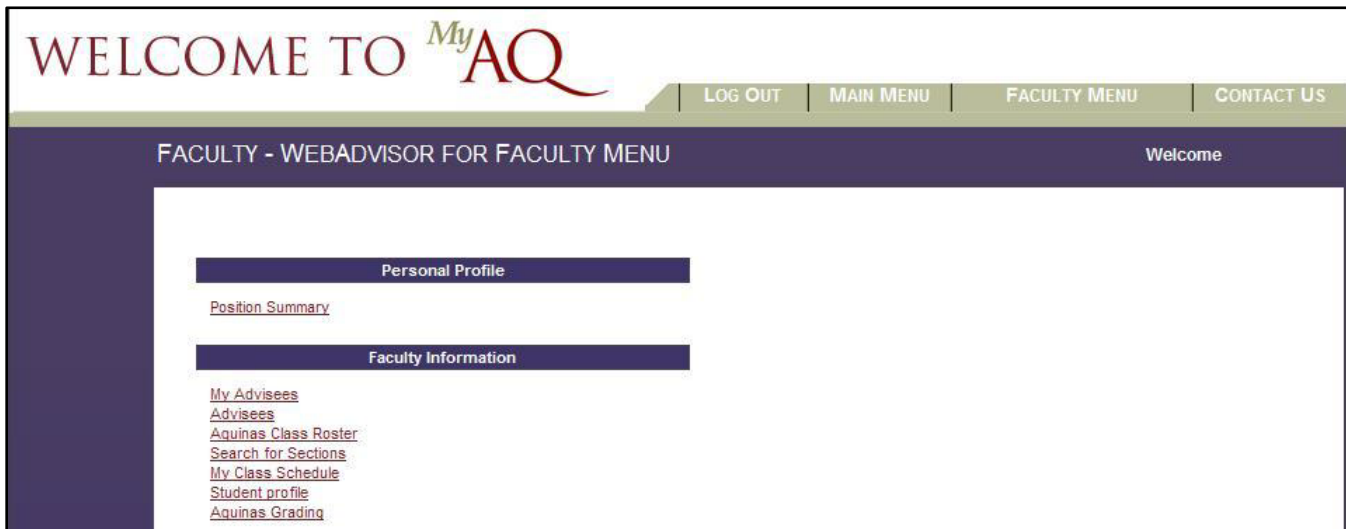 WELCOME TO MyAQ
LOG OUT MAIN MENU FACULTY MENU CONTACT US
FACULTY - WEBADVISOR FOR FACULTY MENU Welcome
Personal Profile
Position Summary
Faculty Information
My Advisees
Advisees
Aquinas Class Roster
Search for Sections
My Class Schedule
Student profile
Aquinas Grading